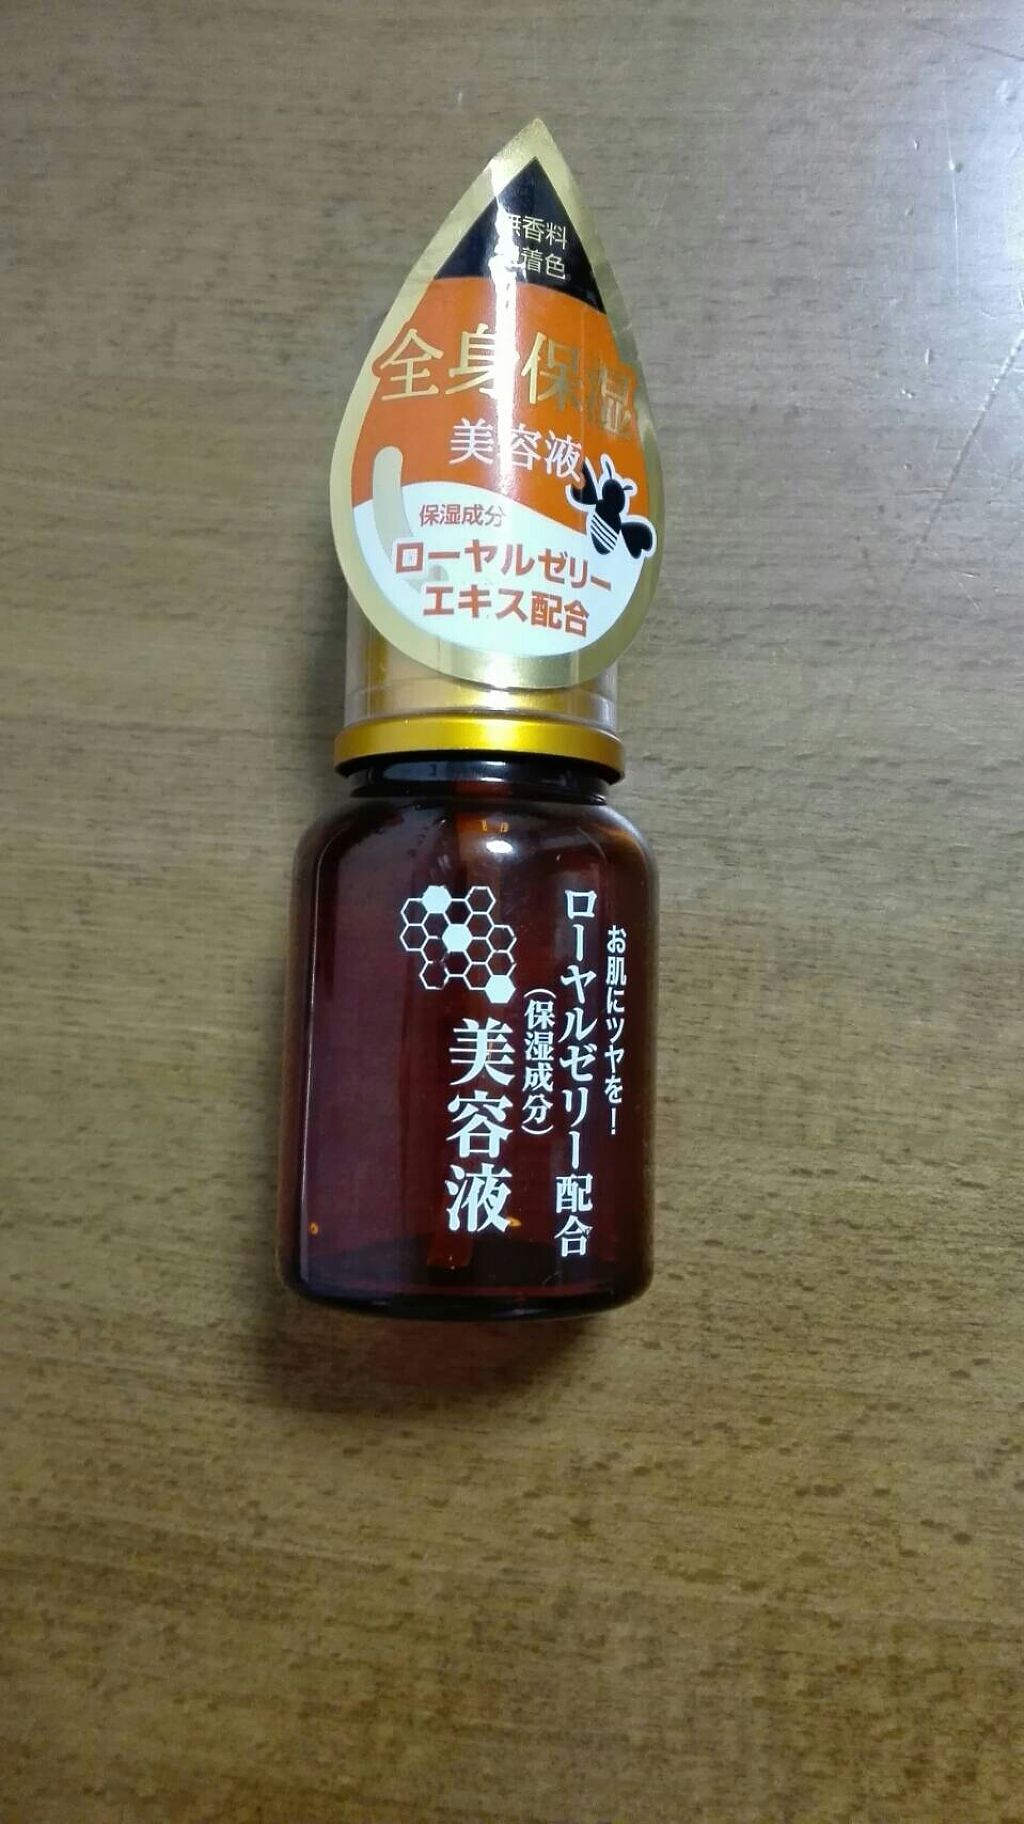 無香料
無着色
全身保湿
美容液
保湿成分
ローヤルゼリー
エキス配合
お肌にツヤを!
ローヤルゼリー配合
(保湿成分)
美容液